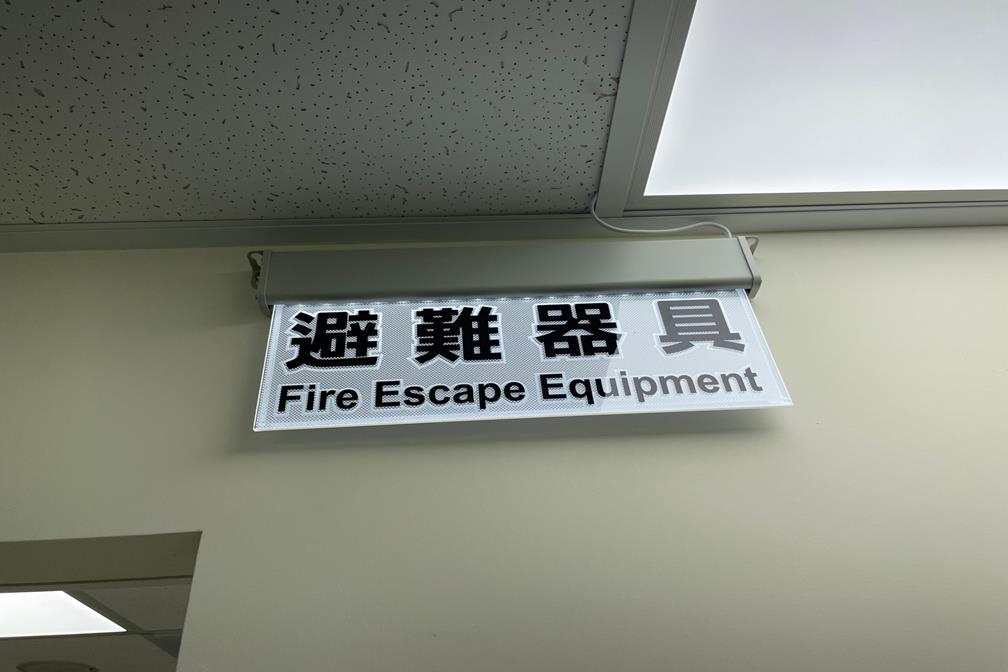 避難器具
Fire Escape Equipment